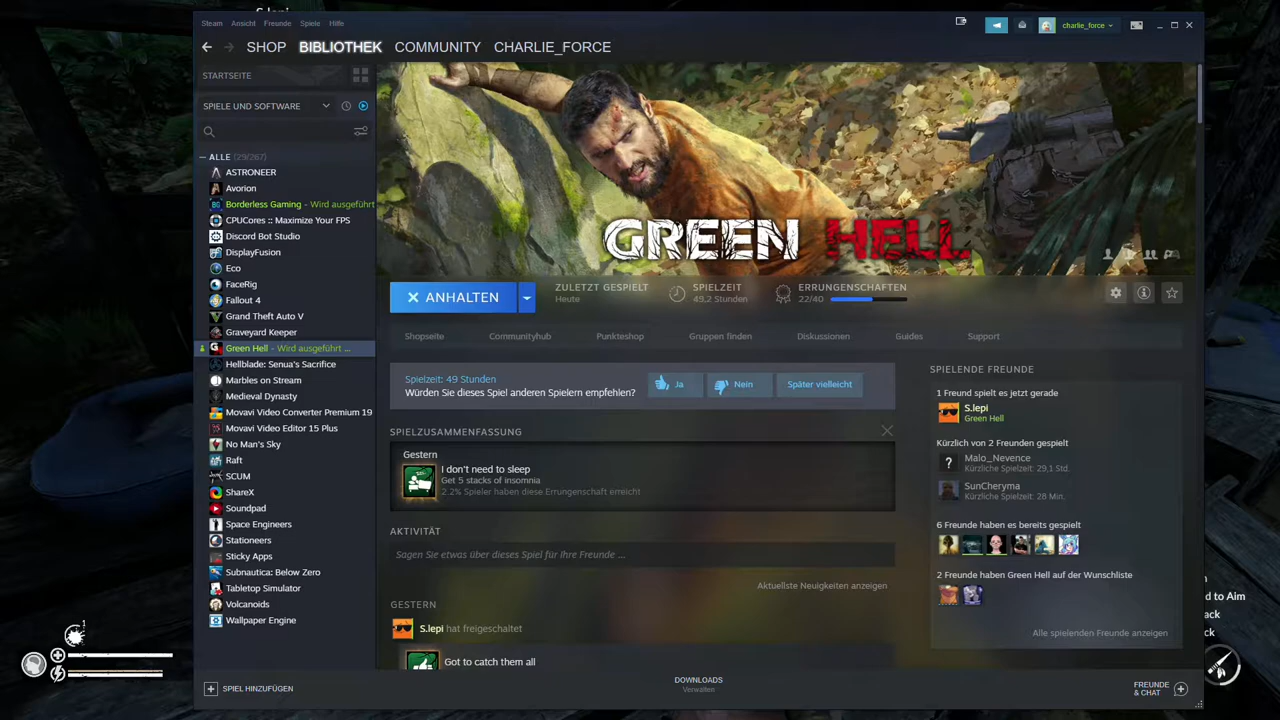 S.lepi
Steam Ansicht Freunde Spiele Hilfe
charlie_force
SHOP BIBLIOTHEK COMMUNITY CHARLIE_FORCE
STARTSEITE
SPIELE UND SOFTWARE
ALLE (29/267)
ASTRONEER
Avorion
Borderless Gaming - Wird ausgeführt
CPUCores :: Maximize Your FPS
Discord Bot Studio
DisplayFusion
Eco
FaceRig
Fallout 4
Grand Theft Auto V
Graveyard Keeper
Green Hell - Wird ausgeführt ...
Hellblade: Senua's Sacrifice
Marbles on Stream
Medieval Dynasty
Movavi Video Converter Premium 19
Movavi Video Editor 15 Plus
No Man's Sky
Raft
SCUM
ShareX
Soundpad
Space Engineers
Stationeers
Sticky Apps
Subnautica: Below Zero
Tabletop Simulator
Volcanoids
Wallpaper Engine
SPIEL HINZUFÜGEN
GREEN HELL
ANHALTEN
ZULETZT GESPIELT
Heute
SPIELZEIT
49,2 Stunden
ERRUNGENSCHAFTEN
22/40
Shopseite Communityhub Punkteshop Gruppen finden Diskussionen Guides Support
Spielzeit: 49 Stunden
Würden Sie dieses Spiel anderen Spielern empfehlen?
Ja Nein Später vielleicht
SPIELZUSAMMENFASSUNG
Gestern
I don't need to sleep
Get 5 stacks of insomnia
2.2% Spieler haben diese Errungenschaft erreicht
AKTIVITÄT
Sagen Sie etwas über dieses Spiel für Ihre Freunde ...
Aktuellste Neuigkeiten anzeigen
GESTERN
S.lepi hat freigeschaltet
Got to catch them all
SPIELENDE FREUNDE
1 Freund spielt es jetzt gerade
S.lepi
Green Hell
Kürzlich von 2 Freunden gespielt
?
Malo_Nevence
Kürzliche Spielzeit: 29,1 Std.
SunCheryma
Kürzliche Spielzeit: 28 Min.
6 Freunde haben es bereits gespielt
2 Freunde haben Green Hell auf der Wunschliste
Alle spielenden Freunde anzeigen
DOWNLOADS
Verwalten
FREUNDE
& CHAT
d to Aim
ack
ck
1